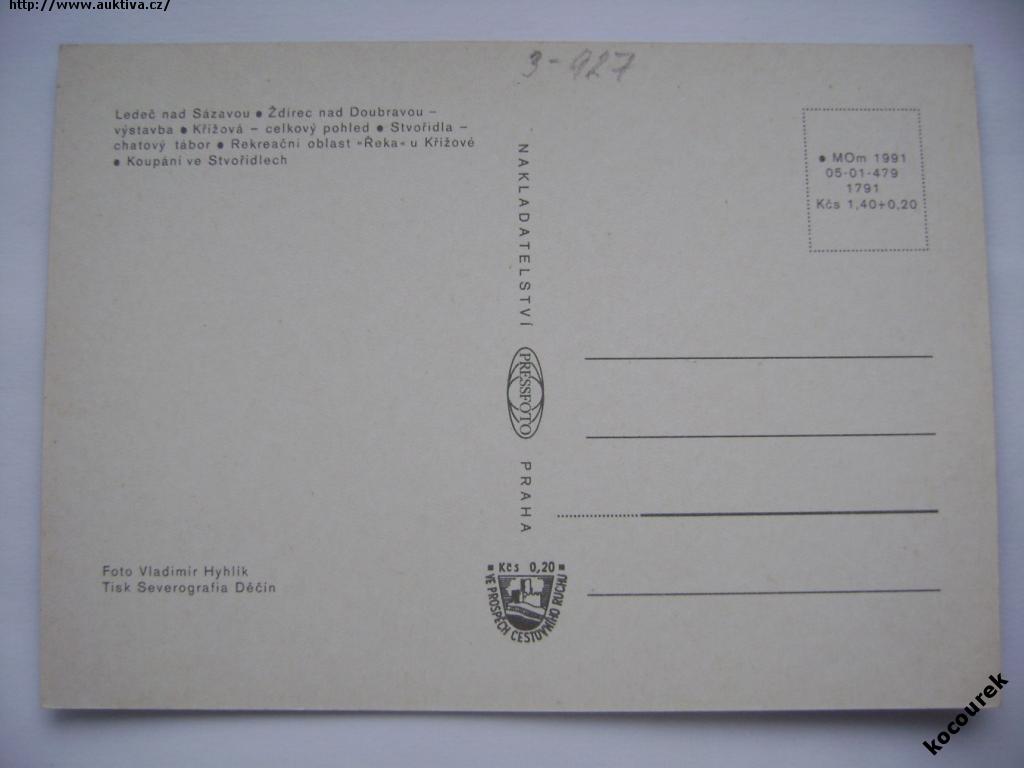 http://www.auktiva.cz/
3-927
Ledeč nad Sázavou ● Ždírec nad Doubravou –
výstavba ● Křížová – celkový pohled ● Stvořidla –
chatový tábor ● Rekreační oblast »Řeka« u Křížové
● Koupání ve Stvořidlech
● MOm 1991
05-01-479
1791
Kčs 1,40+0,20
NAKLADATELSTVÍ
PRESSFOTO
PRAHA
Foto Vladimír Hyhlík
Tisk Severografia Děčín
■ Kčs 0,20 ■
VE PROSPĚCH CESTOVNÍHO RUCHU
kocourek